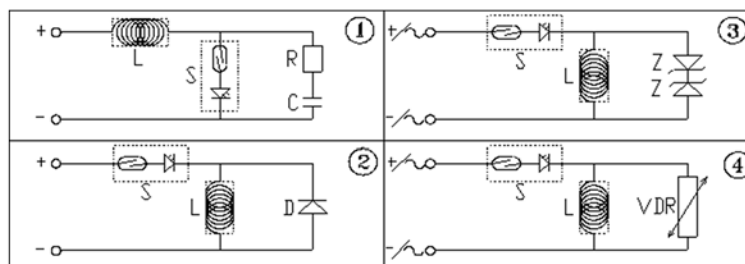 + L S R C - 1
+ S L D - 2
+ S L Z Z - 3
+ S L VDR - 4